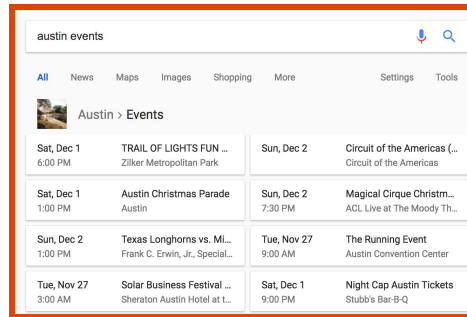 austin events
All News Maps Images Shopping More Settings Tools
Austin > Events
Sat, Dec 1 TRAIL OF LIGHTS FUN ...
6:00 PM Zilker Metropolitan Park
Sun, Dec 2 Circuit of the Americas (...
Circuit of the Americas
Sat, Dec 1 Austin Christmas Parade
1:00 PM Austin
Sun, Dec 2 Magical Cirque Christm...
7:30 PM ACL Live at The Moody Th...
Sun, Dec 2 Texas Longhorns vs. Mi...
1:00 PM Frank C. Erwin, Jr., Special...
Tue, Nov 27 The Running Event
9:00 AM Austin Convention Center
Tue, Nov 27 Solar Business Festival ...
3:00 AM Sheraton Austin Hotel at t...
Sat, Dec 1 Night Cap Austin Tickets
9:00 PM Stubb's Bar-B-Q